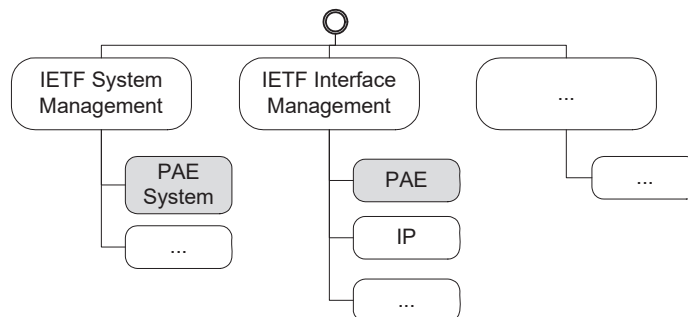 IETF System
Management
IETF Interface
Management
...
PAE
System
...
PAE
IP
...
...